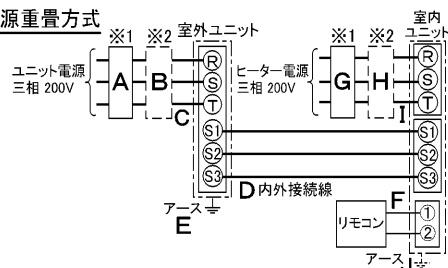 源重畳方式
※1 ※2 室外ユニット
ユニット電源
三相 200V
A B
R
S
T
C
S1
S2
S3
D 内外接続線
アース
E
※1 ※2 室内
ユニット
ヒーター電源
三相 200V
G H
R
S
T
I
S1
S2
S3
F
リモコン
①
②
アース